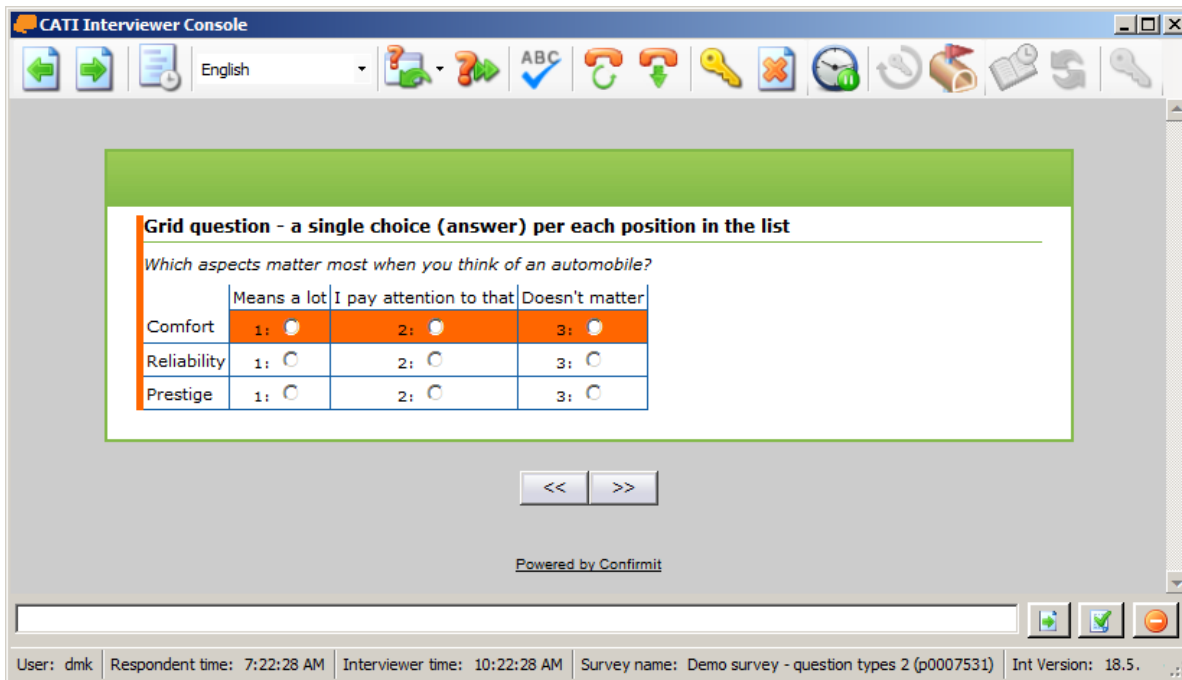 CATI Interviewer Console
English
ABC
Grid question - a single choice (answer) per each position in the list
Which aspects matter most when you think of an automobile?
Means a lot I pay attention to that Doesn't matter
Comfort 1: 2: 3:
Reliability 1: 2: 3:
Prestige 1: 2: 3:
<< >>
Powered by Confirmit
User: dmk Respondent time: 7:22:28 AM Interviewer time: 10:22:28 AM Survey name: Demo survey - question types 2 (p0007531) Int Version: 18.5.